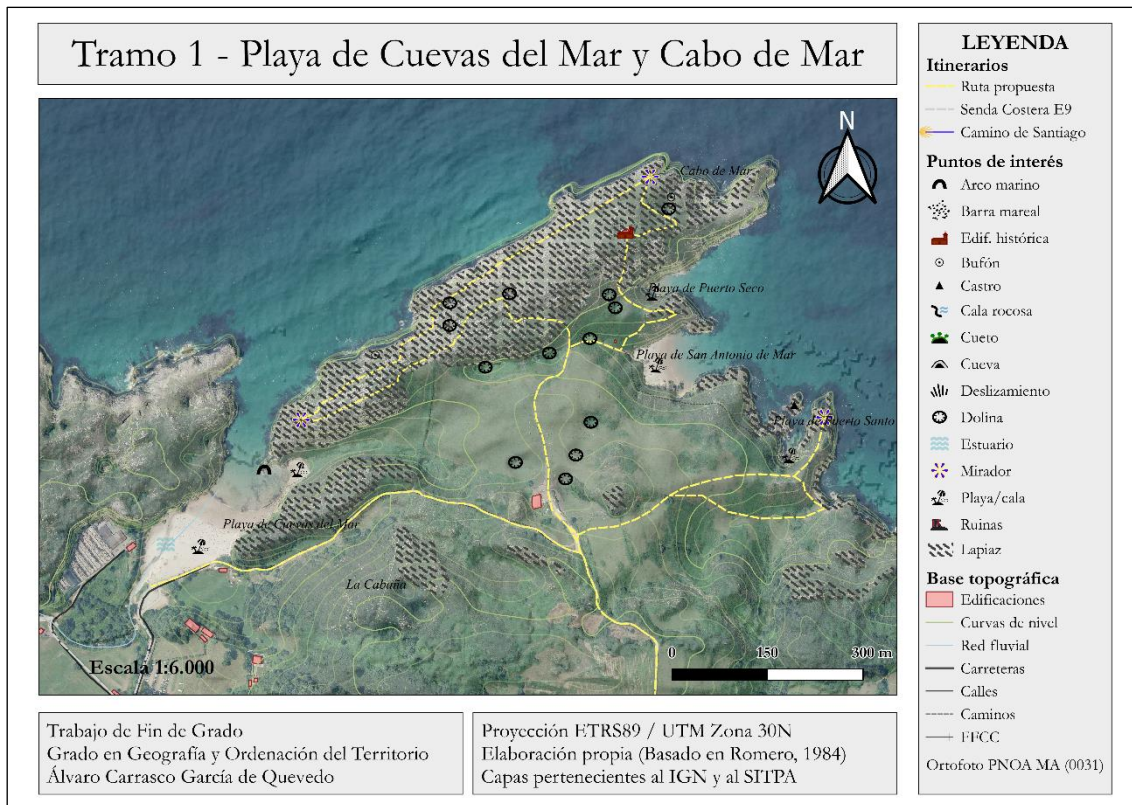 Tramo 1 - Playa de Cuevas del Mar y Cabo de Mar
N
Cabo de Mar
Playa de Puerto Seco
Playa de San Antonio de Mar
Playa de Puerto Santo
Playa de Cuevas del Mar
La Cabaña
Escala 1:6.000
0 150 300 m
LEYENDA
Itinerarios
Ruta propuesta
Senda Costera E9
Camino de Santiago
Puntos de interés
Arco marino
Barra mareal
Edif. histórica
Bufón
Castro
Cala rocosa
Cueto
Cueva
Deslizamiento
Dolina
Estuario
Mirador
Playa/cala
Ruinas
Lapiaz
Base topográfica
Edificaciones
Curvas de nivel
Red fluvial
Carreteras
Calles
Caminos
FFCC
Ortofoto PNOA MA (0031)
Trabajo de Fin de Grado
Grado en Geografía y Ordenación del Territorio
Álvaro Carrasco García de Quevedo
Proyección ETRS89 / UTM Zona 30N
Elaboración propia (Basado en Romero, 1984)
Capas pertenecientes al IGN y al SITPA